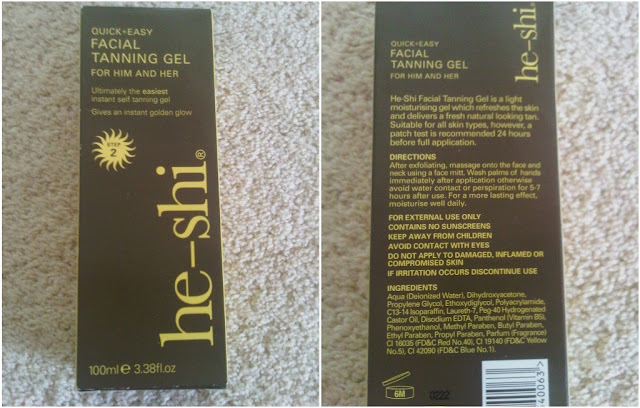 QUICK+EASY
FACIAL
TANNING GEL
FOR HIM AND HER
Ultimately the easiest
instant self tanning gel
Gives an instant golden glow
STEP
2
he-shi®
100ml e 3.38fl.oz
he-shi
QUICK+EASY
FACIAL
TANNING GEL
FOR HIM AND HER
He-Shi Facial Tanning Gel is a light
moisturising gel which refreshes the skin
and delivers a fresh natural looking tan.
Suitable for all skin types, however, a
patch test is recommended 24 hours
before full application.
DIRECTIONS
After exfoliating, massage onto the face and
neck using a face mitt. Wash palms of hands
immediately after application otherwise
avoid water contact or perspiration for 5-7
hours after use. For a more lasting effect,
moisturise well daily.
FOR EXTERNAL USE ONLY
CONTAINS NO SUNSCREENS
KEEP AWAY FROM CHILDREN
AVOID CONTACT WITH EYES
DO NOT APPLY TO DAMAGED, INFLAMED OR
COMPROMISED SKIN
IF IRRITATION OCCURS DISCONTINUE USE
INGREDIENTS
Aqua (Deionized Water), Dihydroxyacetone,
Propylene Glycol, Ethoxydiglycol, Polyacrylamide,
C13-14 Isoparaffin, Laureth-7, Peg-40 Hydrogenated
Castor Oil, Disodium EDTA, Panthenol (Vitamin B5),
Phenoxyethanol, Methyl Paraben, Butyl Paraben,
Ethyl Paraben, Propyl Paraben, Parfum (Fragrance)
CI 16035 (FD&C Red No.40), CI 19140 (FD&C Yellow
No.5), CI 42090 (FD&C Blue No.1).
6M
0222
40063>